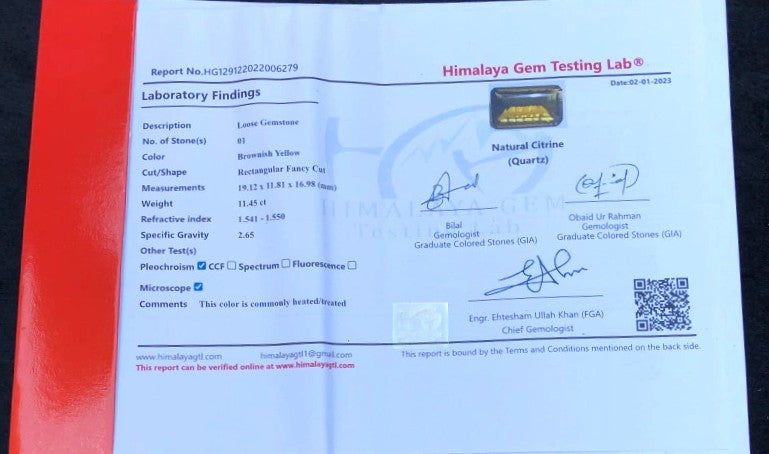 Report No.HG129122022006279
Himalaya Gem Testing Lab®
Date:02-01-2023
Laboratory Findings
Description Loose Gemstone
No. of Stone(s) 01
Color Brownish Yellow
Cut/Shape Rectangular Fancy Cut
Measurements 19.12 x 11.81 x 16.98 (mm)
Weight 11.45 ct
Refractive index 1.541 - 1.550
Specific Gravity 2.65
Other Test(s)
Pleochroism CCF Spectrum Fluorescence
Microscope
Comments This color is commonly heated/treated
Natural Citrine
(Quartz)
HIMALAYA GEM
Testing Lab
Bilal
Gemologist
Graduate Colored Stones (GIA)
Obaid Ur Rahman
Gemologist
Graduate Colored Stones (GIA)
Engr. Ehtesham Ullah Khan (FGA)
Chief Gemologist
www.himalayagtl.com himalayagtl1@gmail.com
This report can be verified online at www.himalayagtl.com
This report is bound by the Terms and Conditions mentioned on the back side.